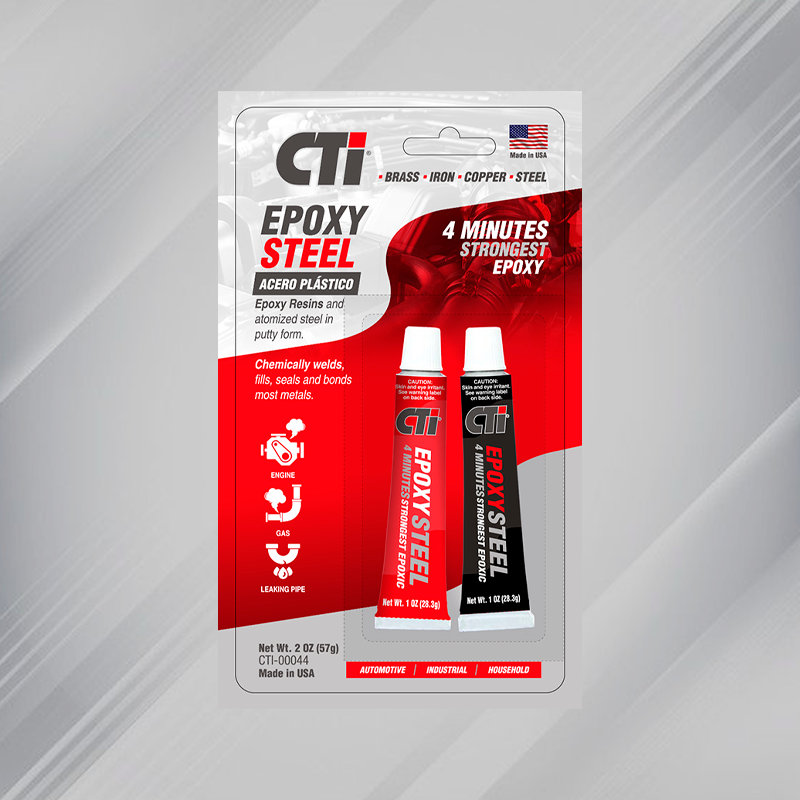 CTi®
Made in USA
• BRASS • IRON • COPPER • STEEL
EPOXY
STEEL
ACERO PLÁSTICO
Epoxy Resins and
atomized steel in
putty form.
4 MINUTES
STRONGEST
EPOXY
Chemically welds,
fills, seals and bonds
most metals.
ENGINE
GAS
LEAKING PIPE
CAUTION:
Skin and eye irritant.
See warning label
on back side.
CTi
EPOXY STEEL
4 MINUTES STRONGEST EPOXIC
Net Wt. 1 OZ (28.3g)
CAUTION:
Skin and eye irritant.
See warning label
on back side.
CTi®
EPOXY STEEL
4 MINUTES STRONGEST EPOXIC
Net Wt. 1 OZ (28.3g)
Net Wt. 2 OZ (57g)
CTI-00044
Made in USA
AUTOMOTIVE | INDUSTRIAL | HOUSEHOLD